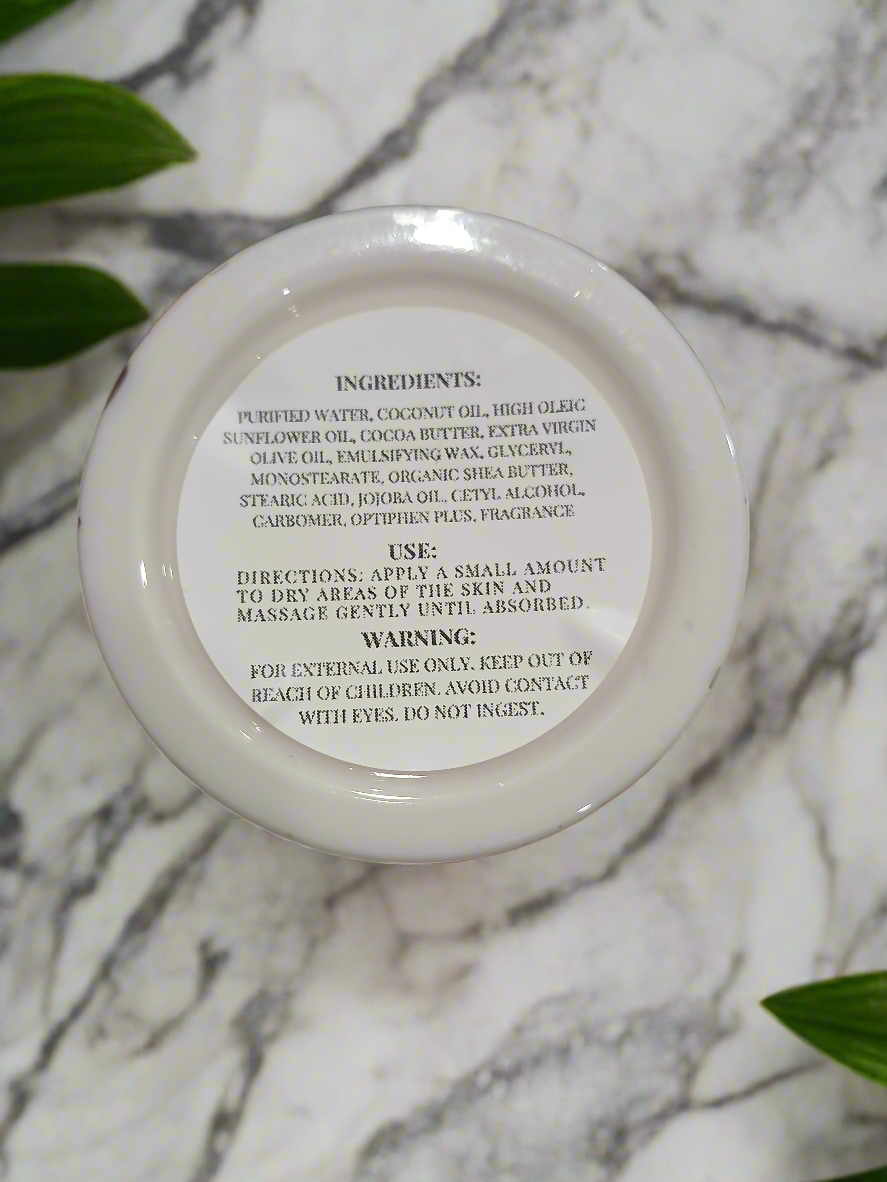 INGREDIENTS:
PURIFIED WATER, COCONUT OIL, HIGH OLEIC
SUNFLOWER OIL, COCOA BUTTER, EXTRA VIRGIN
OLIVE OIL, EMULSIFYING WAX, GLYCERYL,
MONOSTEARATE, ORGANIC SHEA BUTTER,
STEARIC ACID, JOJOBA OIL, CETYL ALCOHOL,
CARBOMER, OPTIPHEN PLUS, FRAGRANCE
USE:
DIRECTIONS: APPLY A SMALL AMOUNT
TO DRY AREAS OF THE SKIN AND
MASSAGE GENTLY UNTIL ABSORBED.
WARNING:
FOR EXTERNAL USE ONLY. KEEP OUT OF
REACH OF CHILDREN. AVOID CONTACT
WITH EYES. DO NOT INGEST.